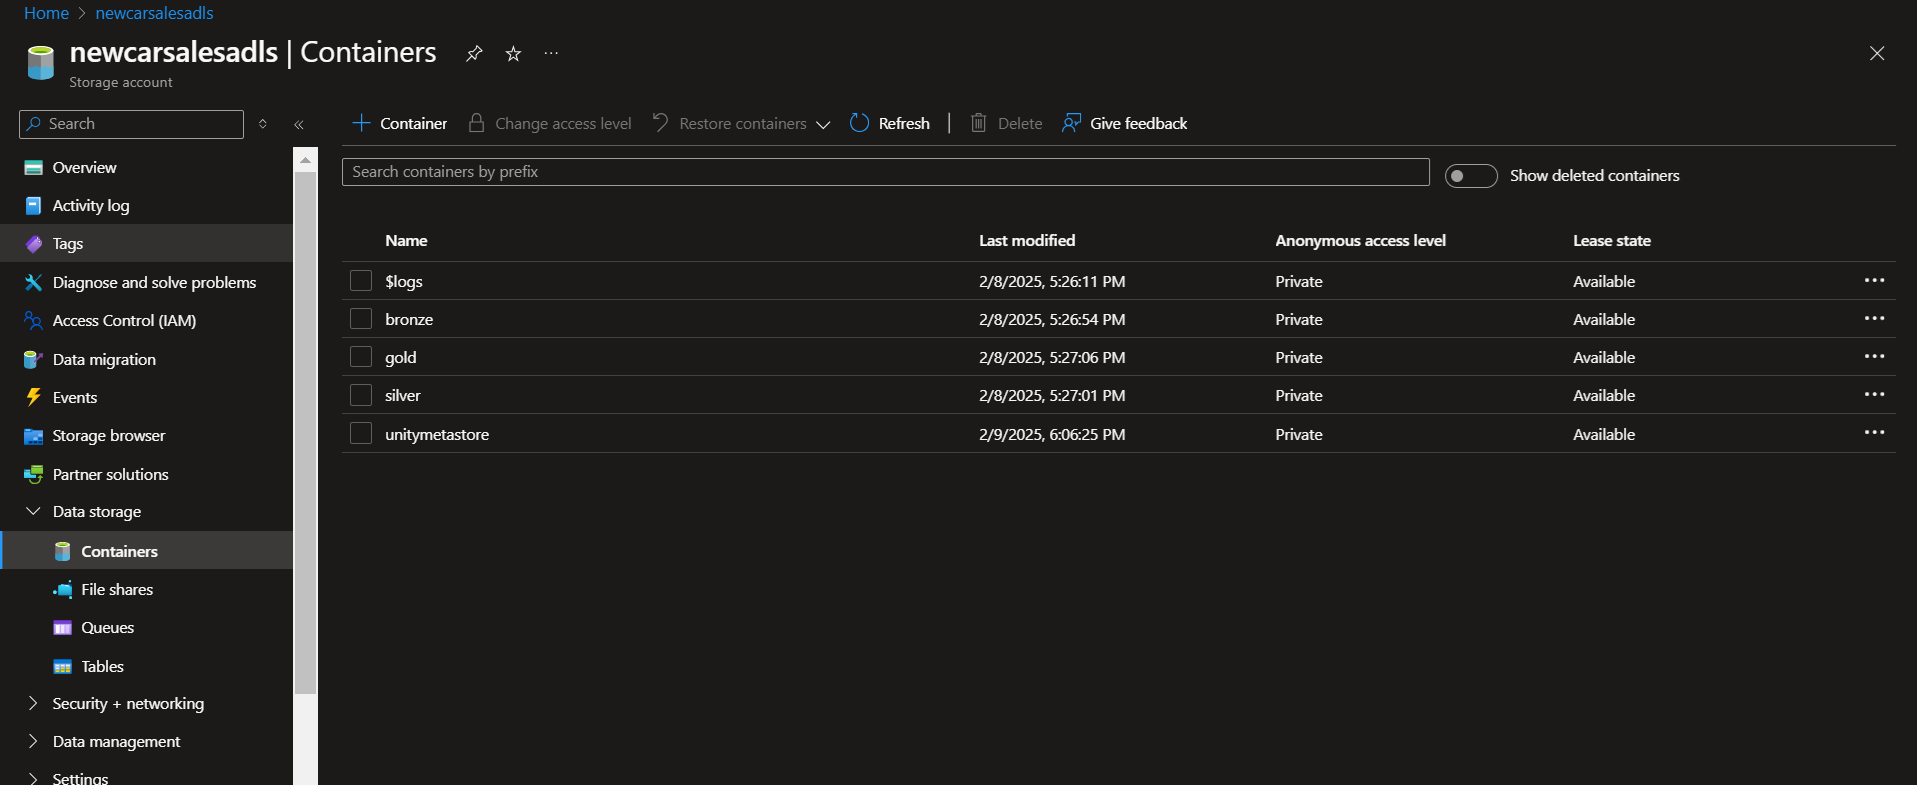 Home > newcarsalesadls
newcarsalesadls | Containers
Storage account
Search
Overview
Activity log
Tags
Diagnose and solve problems
Access Control (IAM)
Data migration
Events
Storage browser
Partner solutions
Data storage
Containers
File shares
Queues
Tables
Security + networking
Data management
Settings
Container Change access level Restore containers Refresh Delete Give feedback
Search containers by prefix
Show deleted containers
Name Last modified Anonymous access level Lease state
$logs 2/8/2025, 5:26:11 PM Private Available
bronze 2/8/2025, 5:26:54 PM Private Available
gold 2/8/2025, 5:27:06 PM Private Available
silver 2/8/2025, 5:27:01 PM Private Available
unitymetastore 2/9/2025, 6:06:25 PM Private Available